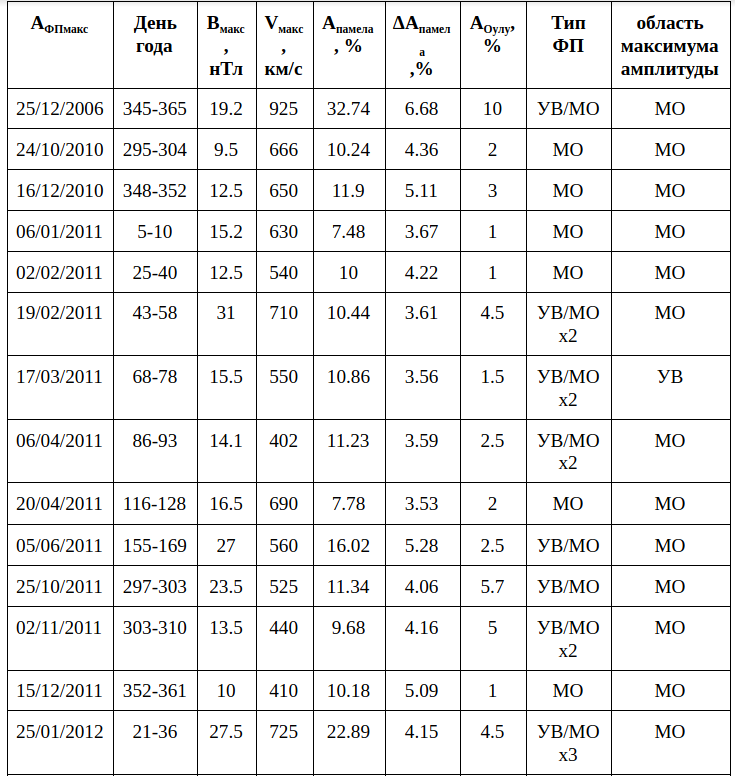 AФПмакс День года Bмакс, нТл Vмакс, км/с Aпамела, % ΔAпамела, % AОулу, % Тип ФП область максимума амплитуды
25/12/2006 345-365 19.2 925 32.74 6.68 10 УВ/МО МО
24/10/2010 295-304 9.5 666 10.24 4.36 2 МО МО
16/12/2010 348-352 12.5 650 11.9 5.11 3 МО МО
06/01/2011 5-10 15.2 630 7.48 3.67 1 МО МО
02/02/2011 25-40 12.5 540 10 4.22 1 МО МО
19/02/2011 43-58 31 710 10.44 3.61 4.5 УВ/МО x2 МО
17/03/2011 68-78 15.5 550 10.86 3.56 1.5 УВ/МО x2 УВ
06/04/2011 86-93 14.1 402 11.23 3.59 2.5 УВ/МО x2 МО
20/04/2011 116-128 16.5 690 7.78 3.53 2 МО МО
05/06/2011 155-169 27 560 16.02 5.28 2.5 УВ/МО МО
25/10/2011 297-303 23.5 525 11.34 4.06 5.7 УВ/МО МО
02/11/2011 303-310 13.5 440 9.68 4.16 5 УВ/МО x2 МО
15/12/2011 352-361 10 410 10.18 5.09 1 МО МО
25/01/2012 21-36 27.5 725 22.89 4.15 4.5 УВ/МО x3 МО